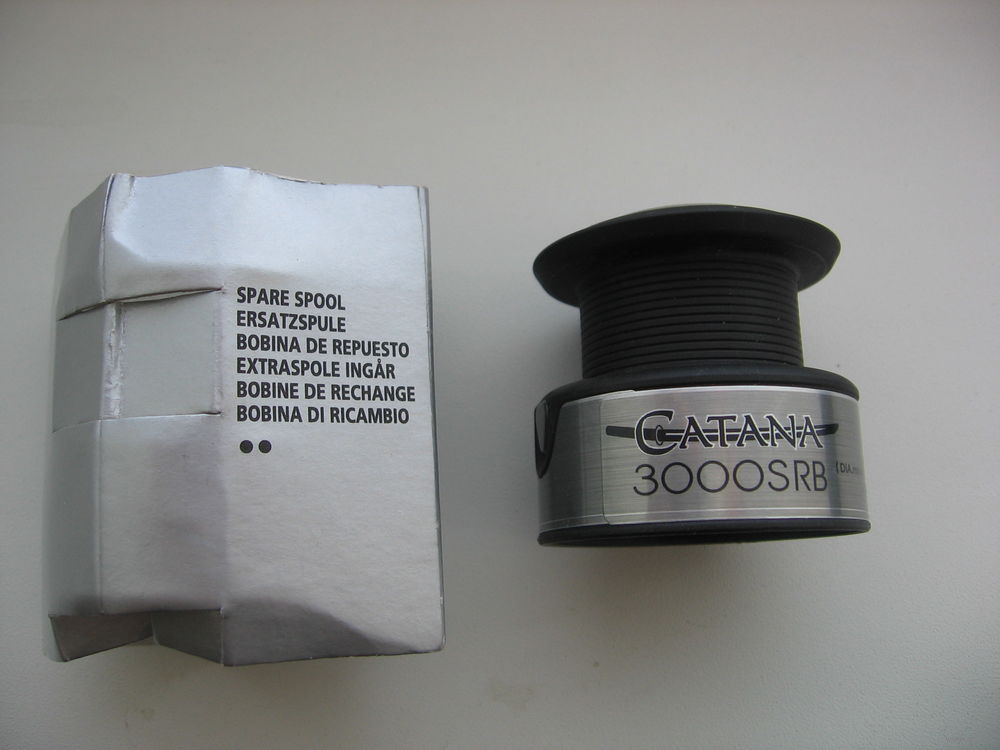 SPARE SPOOL
ERSATZSPULE
BOBINA DE REPUESTO
EXTRASPOLE INGÅR
BOBINE DE RECHANGE
BOBINA DI RICAMBIO
CATANA
3000SRB